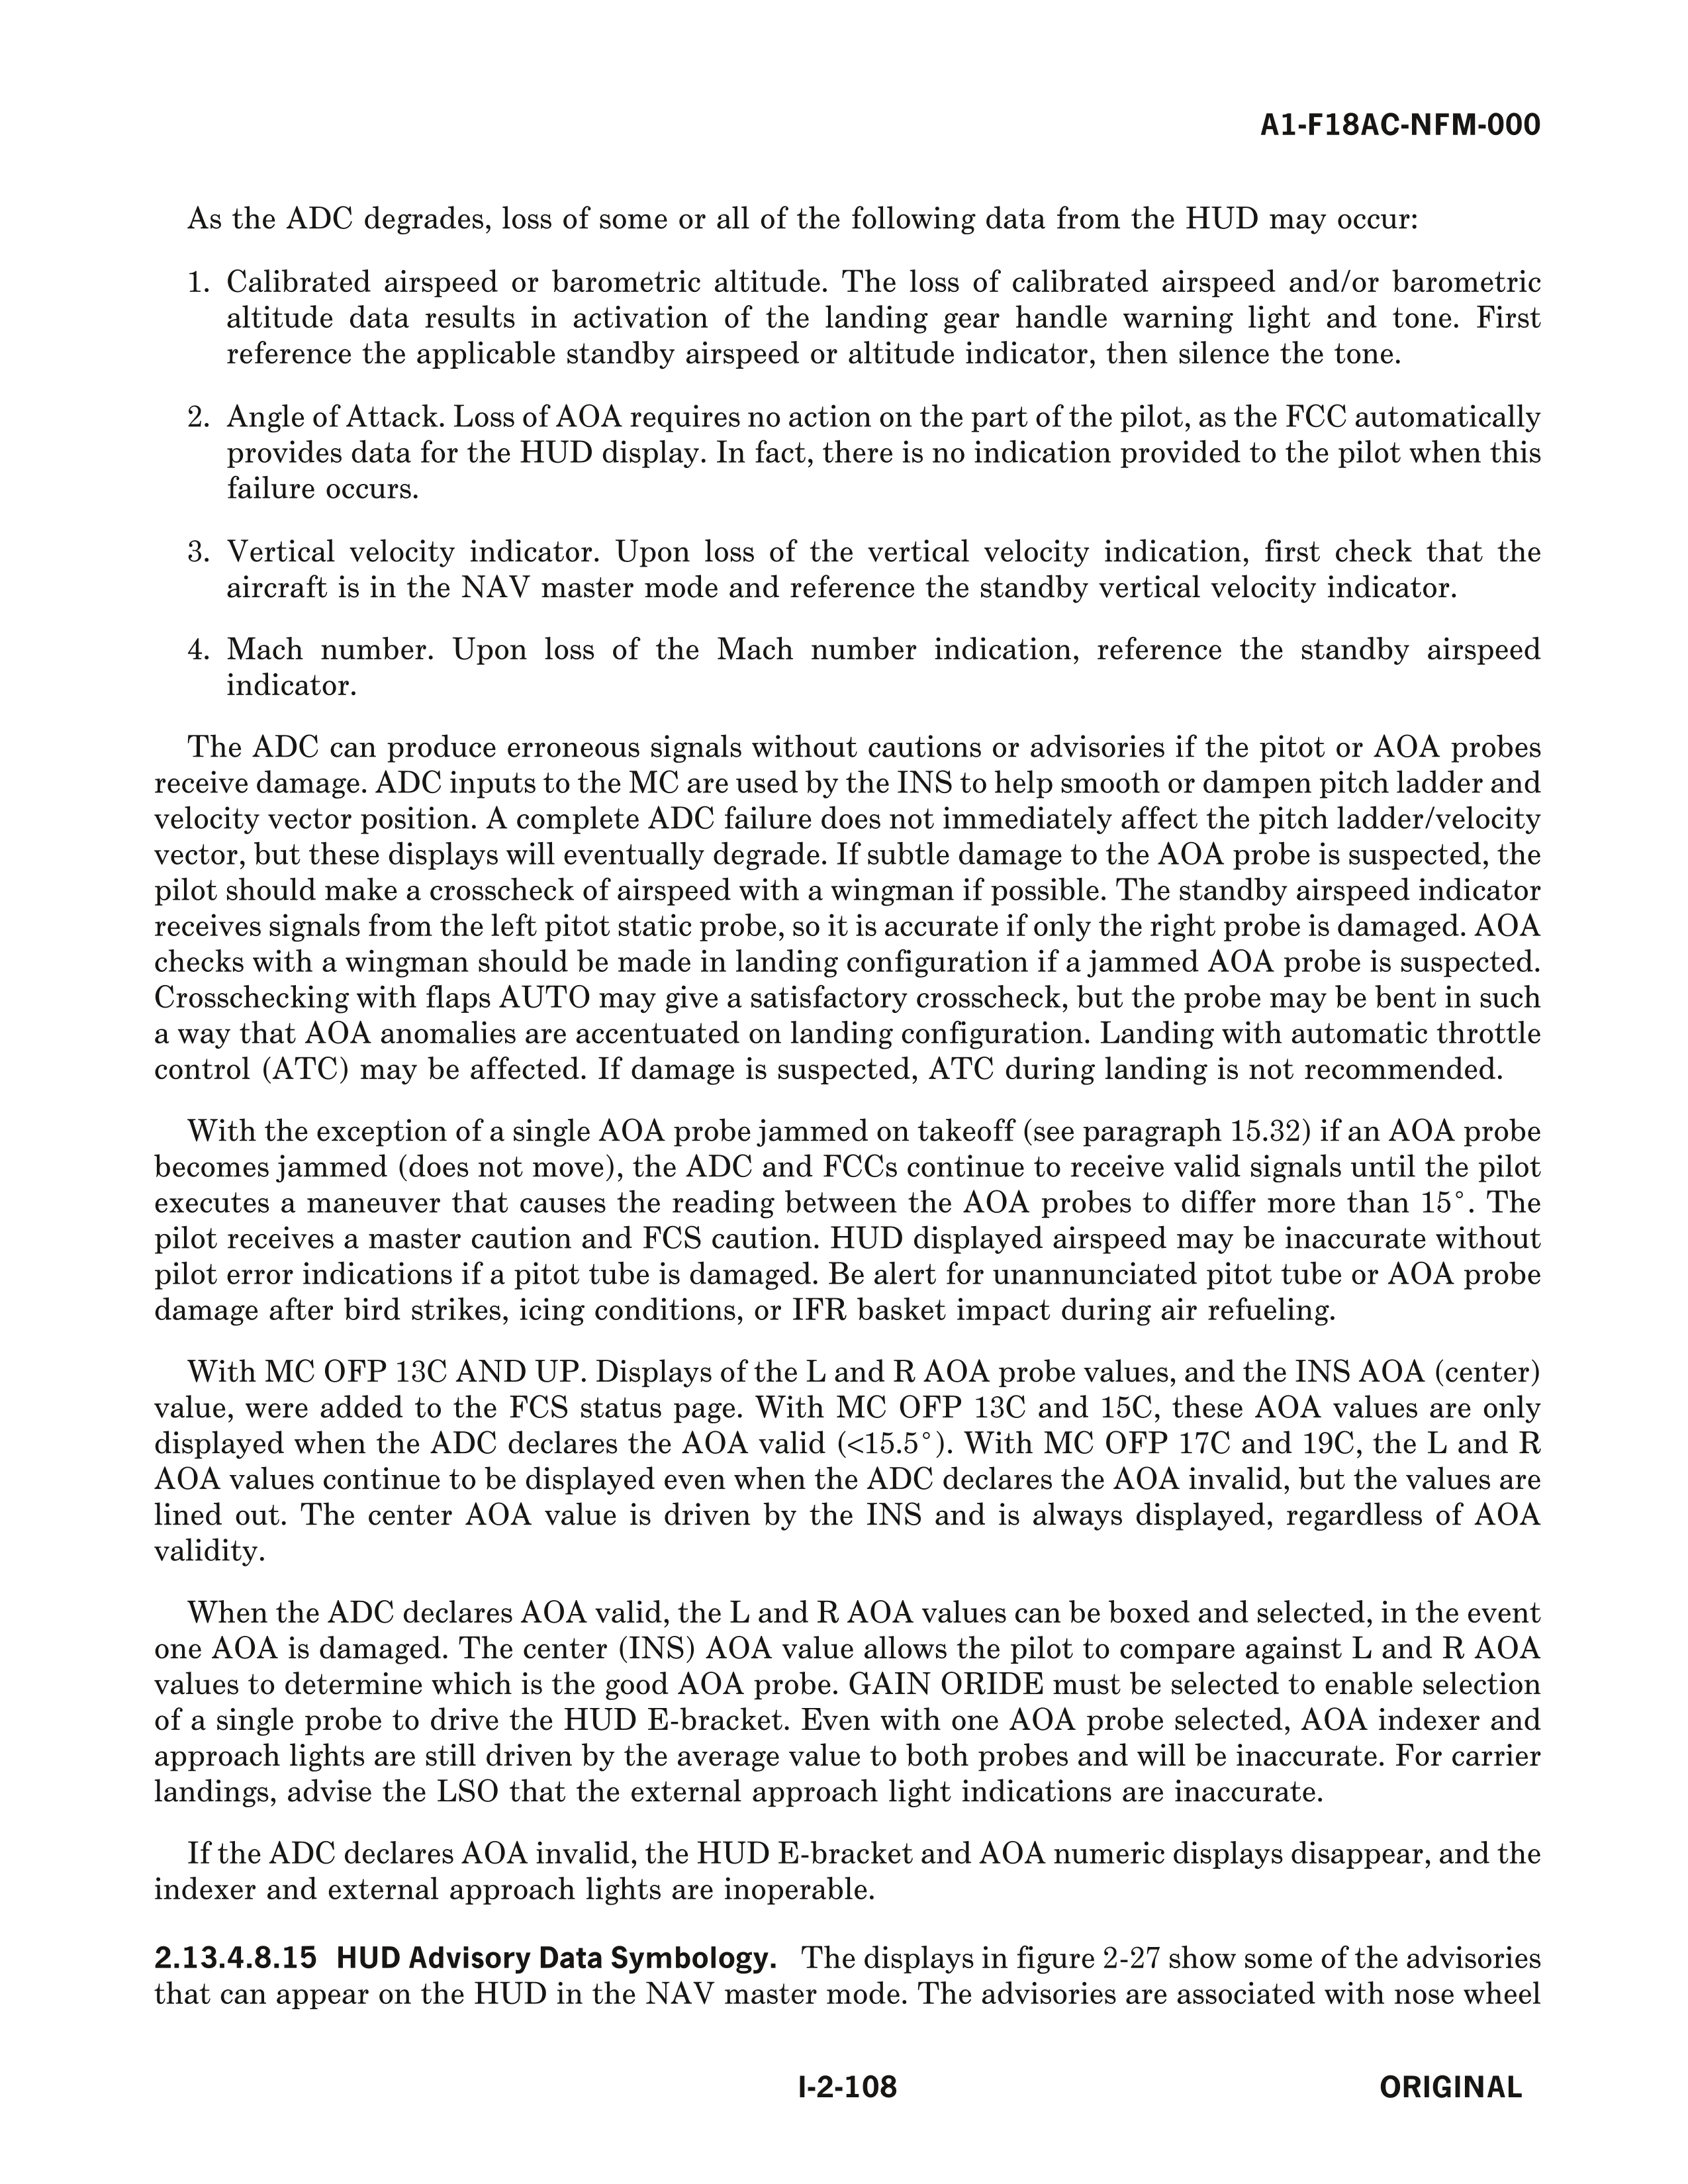 A1-F18AC-NFM-000
As the ADC degrades, loss of some or all of the following data from the HUD may occur:
1. Calibrated airspeed or barometric altitude. The loss of calibrated airspeed and/or barometric
altitude data results in activation of the landing gear handle warning light and tone. First
reference the applicable standby airspeed or altitude indicator, then silence the tone.
2. Angle of Attack. Loss of AOA requires no action on the part of the pilot, as the FCC automatically
provides data for the HUD display. In fact, there is no indication provided to the pilot when this
failure occurs.
3. Vertical velocity indicator. Upon loss of the vertical velocity indication, first check that the
aircraft is in the NAV master mode and reference the standby vertical velocity indicator.
4. Mach number. Upon loss of the Mach number indication, reference the standby airspeed
indicator.
The ADC can produce erroneous signals without cautions or advisories if the pitot or AOA probes
receive damage. ADC inputs to the MC are used by the INS to help smooth or dampen pitch ladder and
velocity vector position. A complete ADC failure does not immediately affect the pitch ladder/velocity
vector, but these displays will eventually degrade. If subtle damage to the AOA probe is suspected, the
pilot should make a crosscheck of airspeed with a wingman if possible. The standby airspeed indicator
receives signals from the left pitot static probe, so it is accurate if only the right probe is damaged. AOA
checks with a wingman should be made in landing configuration if a jammed AOA probe is suspected.
Crosschecking with flaps AUTO may give a satisfactory crosscheck, but the probe may be bent in such
a way that AOA anomalies are accentuated on landing configuration. Landing with automatic throttle
control (ATC) may be affected. If damage is suspected, ATC during landing is not recommended.
With the exception of a single AOA probe jammed on takeoff (see paragraph 15.32) if an AOA probe
becomes jammed (does not move), the ADC and FCCs continue to receive valid signals until the pilot
executes a maneuver that causes the reading between the AOA probes to differ more than 15°. The
pilot receives a master caution and FCS caution. HUD displayed airspeed may be inaccurate without
pilot error indications if a pitot tube is damaged. Be alert for unannunciated pitot tube or AOA probe
damage after bird strikes, icing conditions, or IFR basket impact during air refueling.
With MC OFP 13C AND UP. Displays of the L and R AOA probe values, and the INS AOA (center)
value, were added to the FCS status page. With MC OFP 13C and 15C, these AOA values are only
displayed when the ADC declares the AOA valid (<15.5°). With MC OFP 17C and 19C, the L and R
AOA values continue to be displayed even when the ADC declares the AOA invalid, but the values are
lined out. The center AOA value is driven by the INS and is always displayed, regardless of AOA
validity.
When the ADC declares AOA valid, the L and R AOA values can be boxed and selected, in the event
one AOA is damaged. The center (INS) AOA value allows the pilot to compare against L and R AOA
values to determine which is the good AOA probe. GAIN ORIDE must be selected to enable selection
of a single probe to drive the HUD E-bracket. Even with one AOA probe selected, AOA indexer and
approach lights are still driven by the average value to both probes and will be inaccurate. For carrier
landings, advise the LSO that the external approach light indications are inaccurate.
If the ADC declares AOA invalid, the HUD E-bracket and AOA numeric displays disappear, and the
indexer and external approach lights are inoperable.
2.13.4.8.15 HUD Advisory Data Symbology. The displays in figure 2-27 show some of the advisories
that can appear on the HUD in the NAV master mode. The advisories are associated with nose wheel
I-2-108
ORIGINAL